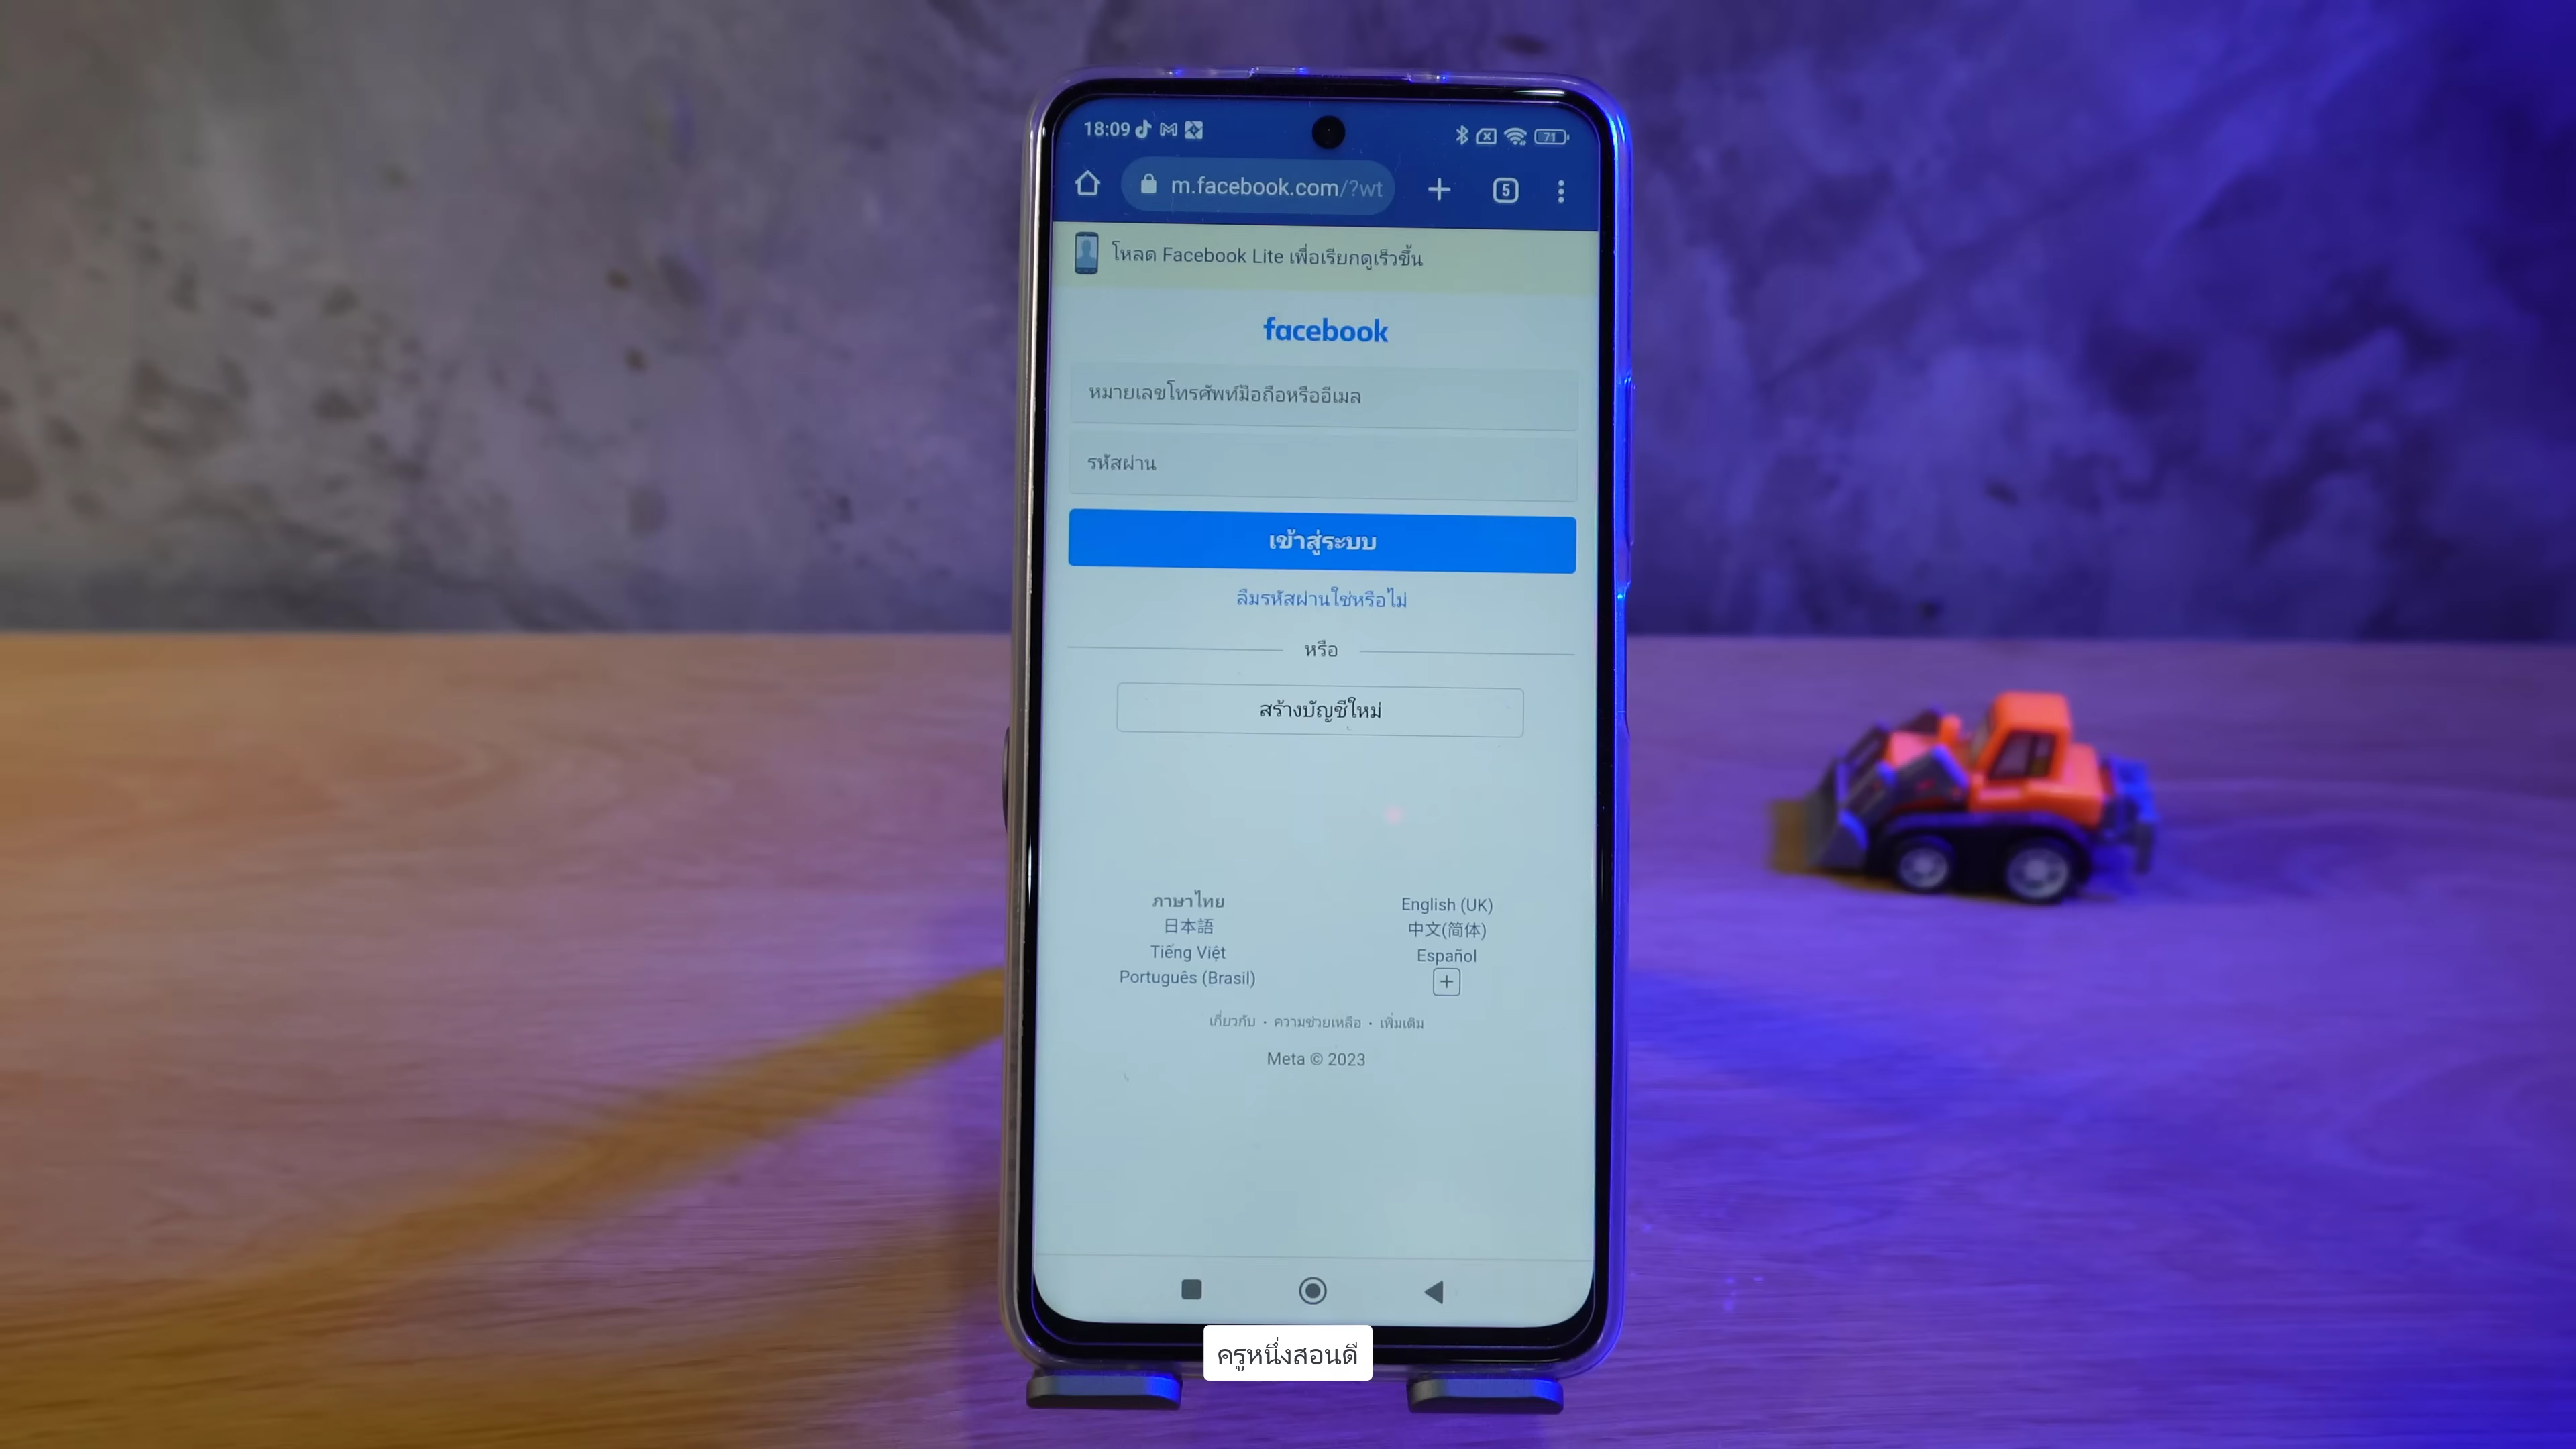 18:09
71
m.facebook.com/?wt
5
โหลด Facebook Lite เพื่อเรียกดูเร็วขึ้น
facebook
หมายเลขโทรศัพท์มือถือหรืออีเมล
รหัสผ่าน
เข้าสู่ระบบ
ลืมรหัสผ่านใช่หรือไม่
หรือ
สร้างบัญชีใหม่
ภาษาไทย
English (UK)
日本語
中文(简体)
Tiếng Việt
Español
Português (Brasil)
เกี่ยวกับ · ความช่วยเหลือ · เพิ่มเติม
Meta © 2023
ครูหนึ่งสอนดี